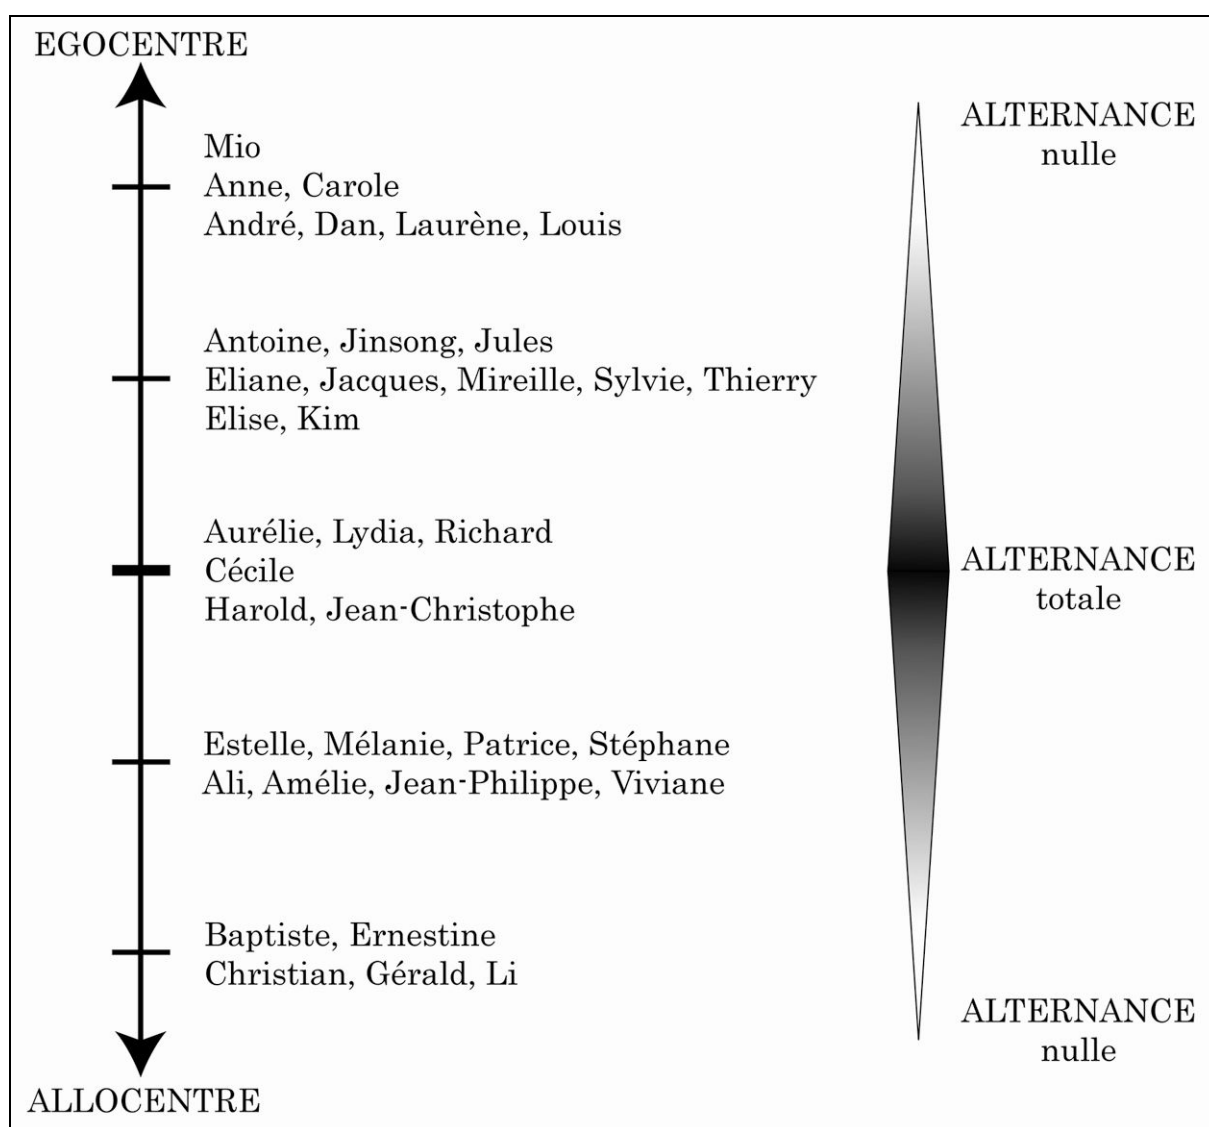 EGOCENTRE
ALTERNANCE
nulle
Mio
Anne, Carole
André, Dan, Laurène, Louis
Antoine, Jinsong, Jules
Eliane, Jacques, Mireille, Sylvie, Thierry
Elise, Kim
Aurélie, Lydia, Richard
Cécile
Harold, Jean-Christophe
ALTERNANCE
totale
Estelle, Mélanie, Patrice, Stéphane
Ali, Amélie, Jean-Philippe, Viviane
Baptiste, Ernestine
Christian, Gérald, Li
ALTERNANCE
nulle
ALLOCENTRE